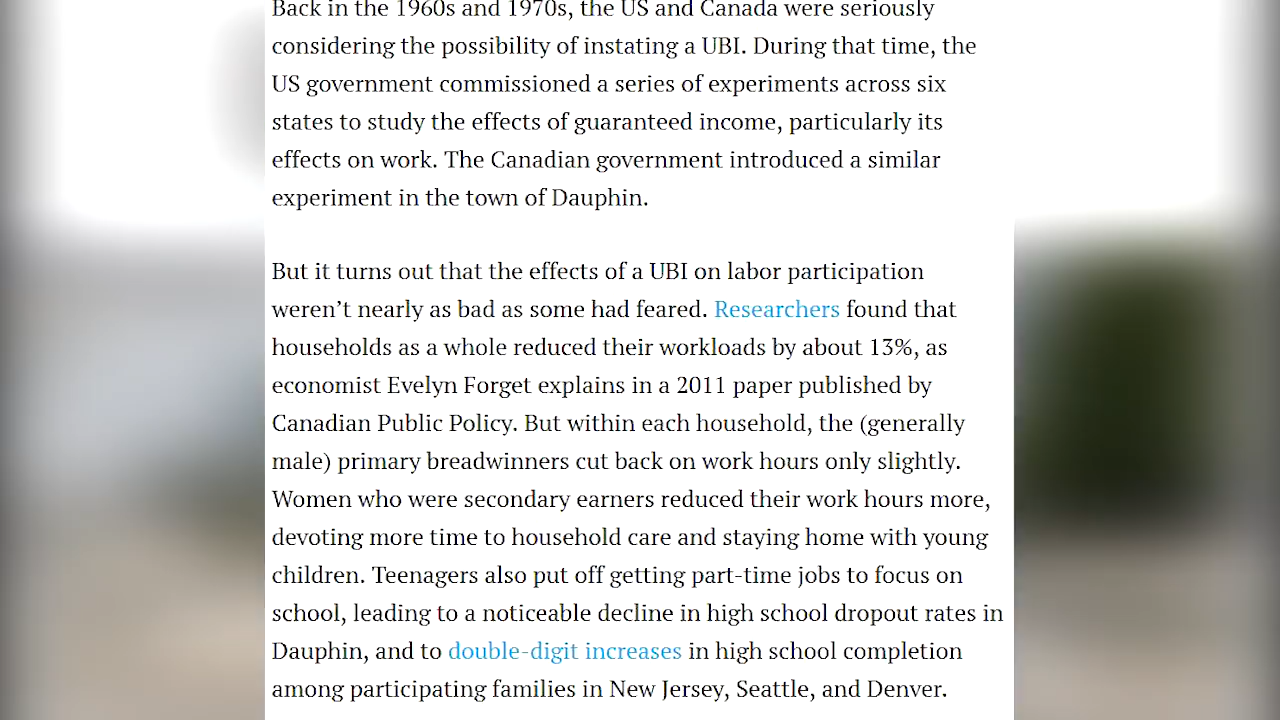 Back in the 1960s and 1970s, the US and Canada were seriously
considering the possibility of instating a UBI. During that time, the
US government commissioned a series of experiments across six
states to study the effects of guaranteed income, particularly its
effects on work. The Canadian government introduced a similar
experiment in the town of Dauphin.
But it turns out that the effects of a UBI on labor participation
weren’t nearly as bad as some had feared. Researchers found that
households as a whole reduced their workloads by about 13%, as
economist Evelyn Forget explains in a 2011 paper published by
Canadian Public Policy. But within each household, the (generally
male) primary breadwinners cut back on work hours only slightly.
Women who were secondary earners reduced their work hours more,
devoting more time to household care and staying home with young
children. Teenagers also put off getting part-time jobs to focus on
school, leading to a noticeable decline in high school dropout rates in
Dauphin, and to double-digit increases in high school completion
among participating families in New Jersey, Seattle, and Denver.